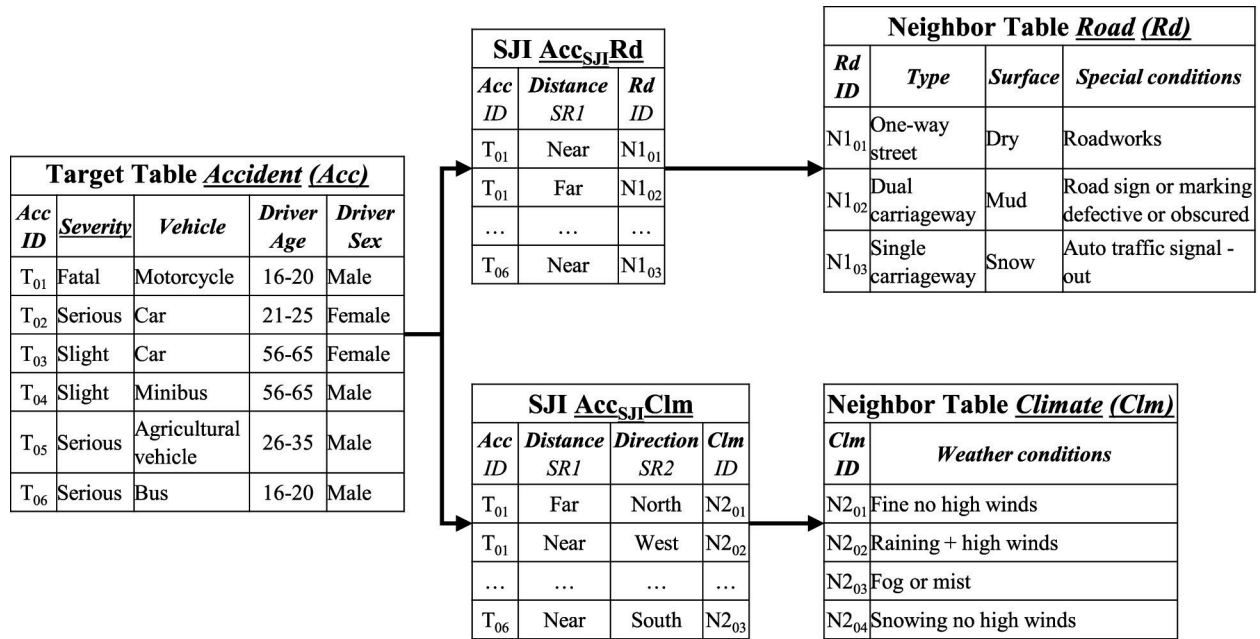 Target Table Accident (Acc)
Acc ID Severity Vehicle Driver Age Driver Sex
T01 Fatal Motorcycle 16-20 Male
T02 Serious Car 21-25 Female
T03 Slight Car 56-65 Female
T04 Slight Minibus 56-65 Male
T05 Serious Agricultural vehicle 26-35 Male
T06 Serious Bus 16-20 Male
SJI AccSJIRd
Acc ID Distance SR1 Rd ID
T01 Near N101
T01 Far N102
... ... ...
T06 Near N103
Neighbor Table Road (Rd)
Rd ID Type Surface Special conditions
N101 One-way street Dry Roadworks
N102 Dual carriageway Mud Road sign or marking defective or obscured
N103 Single carriageway Snow Auto traffic signal - out
SJI AccSJIClm
Acc ID Distance SR1 Direction SR2 Clm ID
T01 Far North N201
T01 Near West N202
... ... ... ...
T06 Near South N203
Neighbor Table Climate (Clm)
Clm ID Weather conditions
N201 Fine no high winds
N202 Raining + high winds
N203 Fog or mist
N204 Snowing no high winds